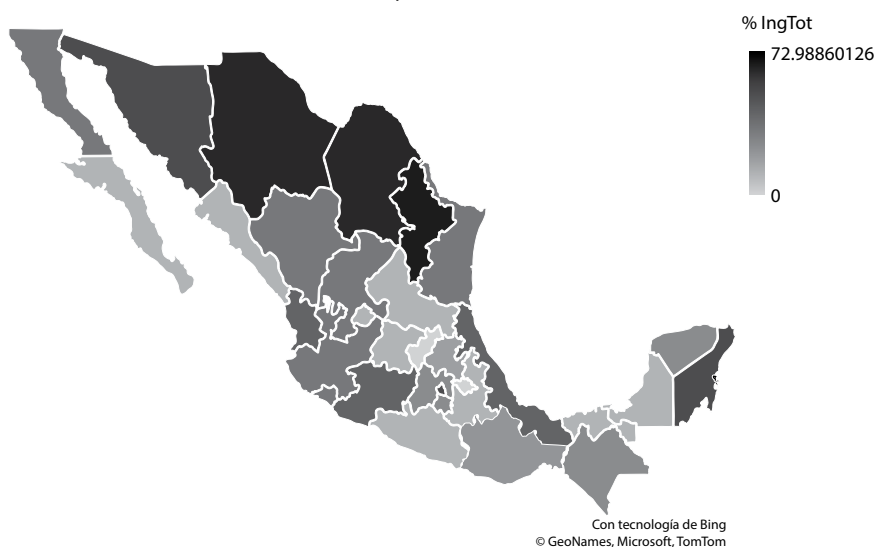 % IngTot
72.98860126
0
Con tecnología de Bing
© GeoNames, Microsoft, TomTom